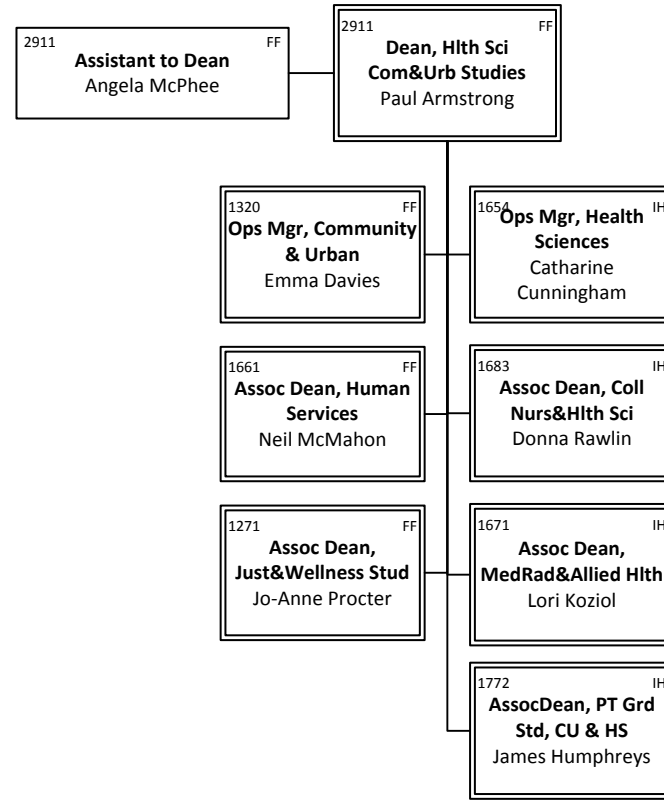 2911 FF
Assistant to Dean
Angela McPhee
2911 FF
Dean, Hlth Sci
Com&Urb Studies
Paul Armstrong
1320 FF
Ops Mgr, Community
& Urban
Emma Davies
1654 IH
Ops Mgr, Health
Sciences
Catharine
Cunningham
1661 FF
Assoc Dean, Human
Services
Neil McMahon
1683 IH
Assoc Dean, Coll
Nurs&Hlth Sci
Donna Rawlin
1271 FF
Assoc Dean,
Just&Wellness Stud
Jo-Anne Procter
1671 IH
Assoc Dean,
MedRad&Allied Hlth
Lori Koziol
1772 IH
AssocDean, PT Grd
Std, CU & HS
James Humphreys